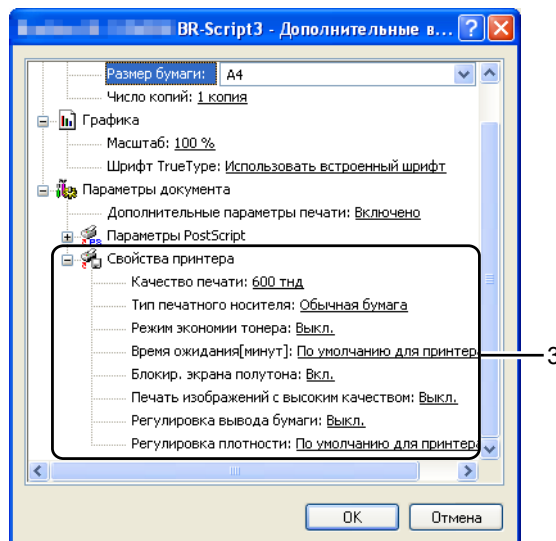 BR-Script3 - Дополнительные в...
Размер бумаги: A4
Число копий: 1 копия
Графика
Масштаб: 100 %
Шрифт TrueType: Использовать встроенный шрифт
Параметры документа
Дополнительные параметры печати: Включено
Параметры PostScript
Свойства принтера
Качество печати: 600 тнд
Тип печатного носителя: Обычная бумага
Режим экономии тонера: Выкл.
Время ожидания[минут]: По умолчанию для принтер
3
Блокир. экрана полутона: Вкл.
Печать изображений с высоким качеством: Выкл.
Регулировка вывода бумаги: Выкл.
Регулировка плотности: По умолчанию для принтера
OK Отмена